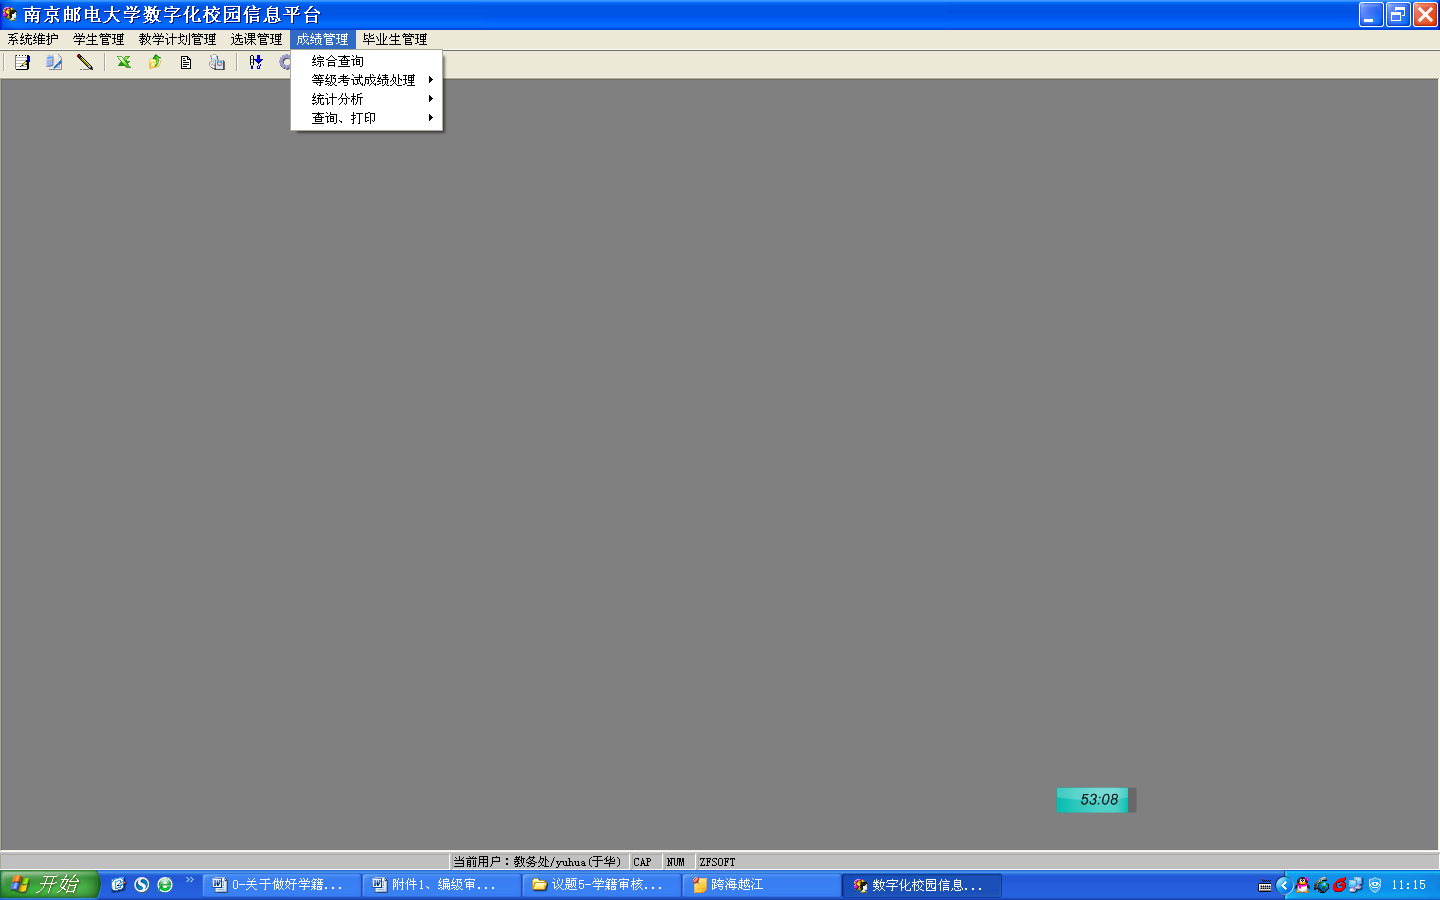 南京邮电大学数字化校园信息平台
系统维护 学生管理 教学计划管理 选课管理 成绩管理 毕业生管理
综合查询
等级考试成绩处理
统计分析
查询、打印
53:08
当前用户：教务处/yuhua(于华) CAP NUM ZFSOFT
开始 0-关于做好学籍... 附件1、编级审... 议题5-学籍审核... 跨海越江 数字化校园信息... 11:15